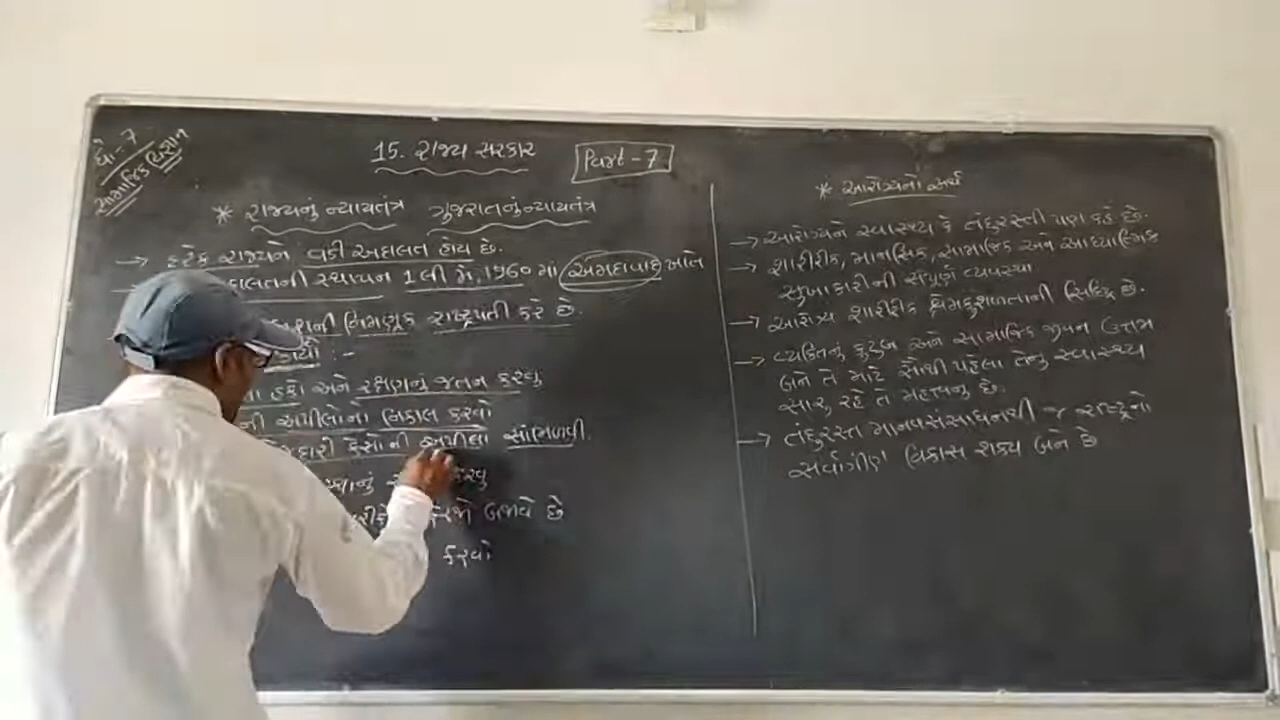 ધો-7
સામાજિક વિજ્ઞાન
15. રાજ્ય સરકાર
Part-7
* રાજ્યનું ન્યાયતંત્ર ગુજરાતનું ન્યાયતંત્ર
→ દરેક રાજ્યને વડી અદાલત હોય છે.
દાલતની સ્થાપના 1લી મે, 1960 માં અમદાવાદ ખાતે
ની નિમણૂક રાષ્ટ્રપતી કરે છે.
કાર્યો :-
હકો અને રક્ષણનું જતન કરવું
ની અપીલોનો નિકાલ કરવો
કેસોની અપીલો સાંભળવી.
કરવુ
ફરજો બજાવે છે
કરવો
* આરોગ્યનો અર્થ
→ આરોગ્યને સ્વાસ્થ્ય કે તંદુરસ્તી પણ કહે છે.
→ શારીરીક, માનસિક, સામાજિક અને આધ્યાત્મિક
સુખાકારીની સંપૂર્ણ વ્યવસ્થા
→ આરોગ્ય શારીરીક ક્ષેમકુશળતાની સિધ્ધિ છે.
→ વ્યક્તિનું કુટુંબ અને સામાજિક જીવન ઉત્તમ
બને તે માટે સૌથી પહેલા તેનુ સ્વાસ્થ્ય
સારુ રહે તે મહત્ત્વનું છે.
→ તંદુરસ્ત માનવસંસાધનથી જ રાષ્ટ્રનો
સર્વાંગીણ વિકાસ શક્ય બને છે